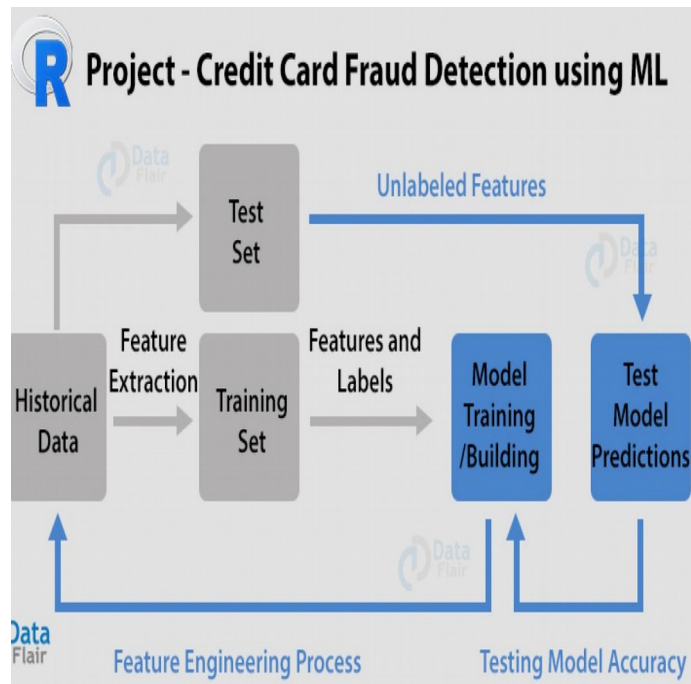 R Project - Credit Card Fraud Detection using ML
Data
Flair
Test
Set
Unlabeled Features
Data
Flair
Historical
Data
Feature
Extraction
Training
Set
Features and
Labels
Model
Training
/Building
Test
Model
Predictions
Data
Flair
Data
Flair
Feature Engineering Process
Testing Model Accuracy